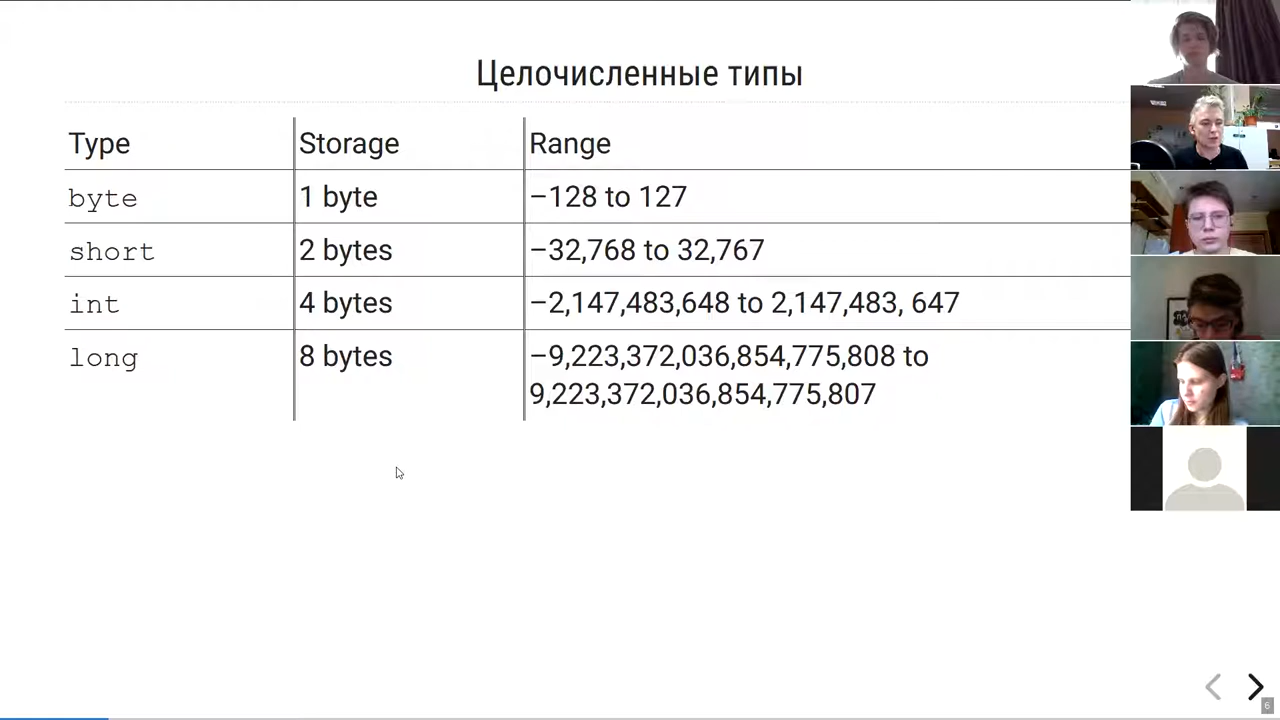 Целочисленные типы
Type Storage Range
byte 1 byte –128 to 127
short 2 bytes –32,768 to 32,767
int 4 bytes –2,147,483,648 to 2,147,483, 647
long 8 bytes –9,223,372,036,854,775,808 to
9,223,372,036,854,775,807
6